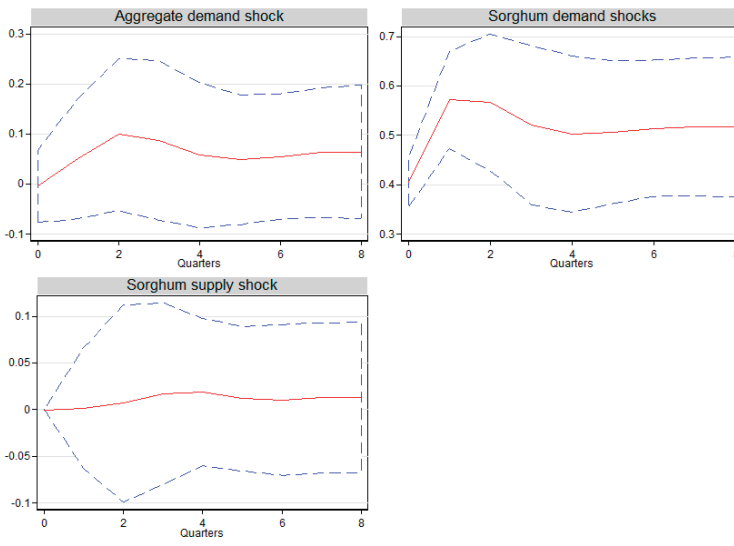 Aggregate demand shock
0.3
0.2
0.1
0
-0.1
0 2 4 6 8
Quarters
Sorghum demand shocks
0.7
0.6
0.5
0.4
0.3
0 2 4 6 8
Quarters
Sorghum supply shock
0.1
0.05
0
-0.05
-0.1
0 2 4 6 8
Quarters